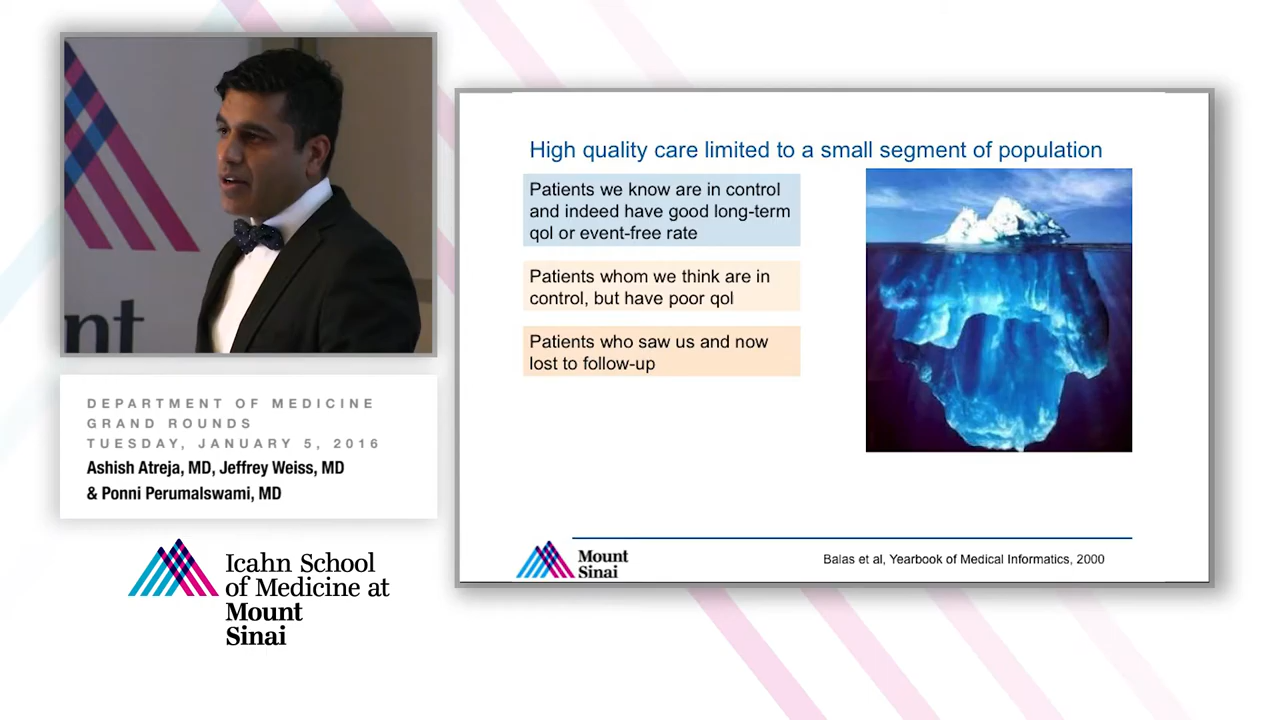 nt
DEPARTMENT OF MEDICINE
GRAND ROUNDS
TUESDAY, JANUARY 5, 2016
Ashish Atreja, MD, Jeffrey Weiss, MD
& Ponni Perumalswami, MD
Icahn School
of Medicine at
Mount
Sinai
High quality care limited to a small segment of population
Patients we know are in control
and indeed have good long-term
qol or event-free rate
Patients whom we think are in
control, but have poor qol
Patients who saw us and now
lost to follow-up
Mount
Sinai
Balas et al, Yearbook of Medical Informatics, 2000